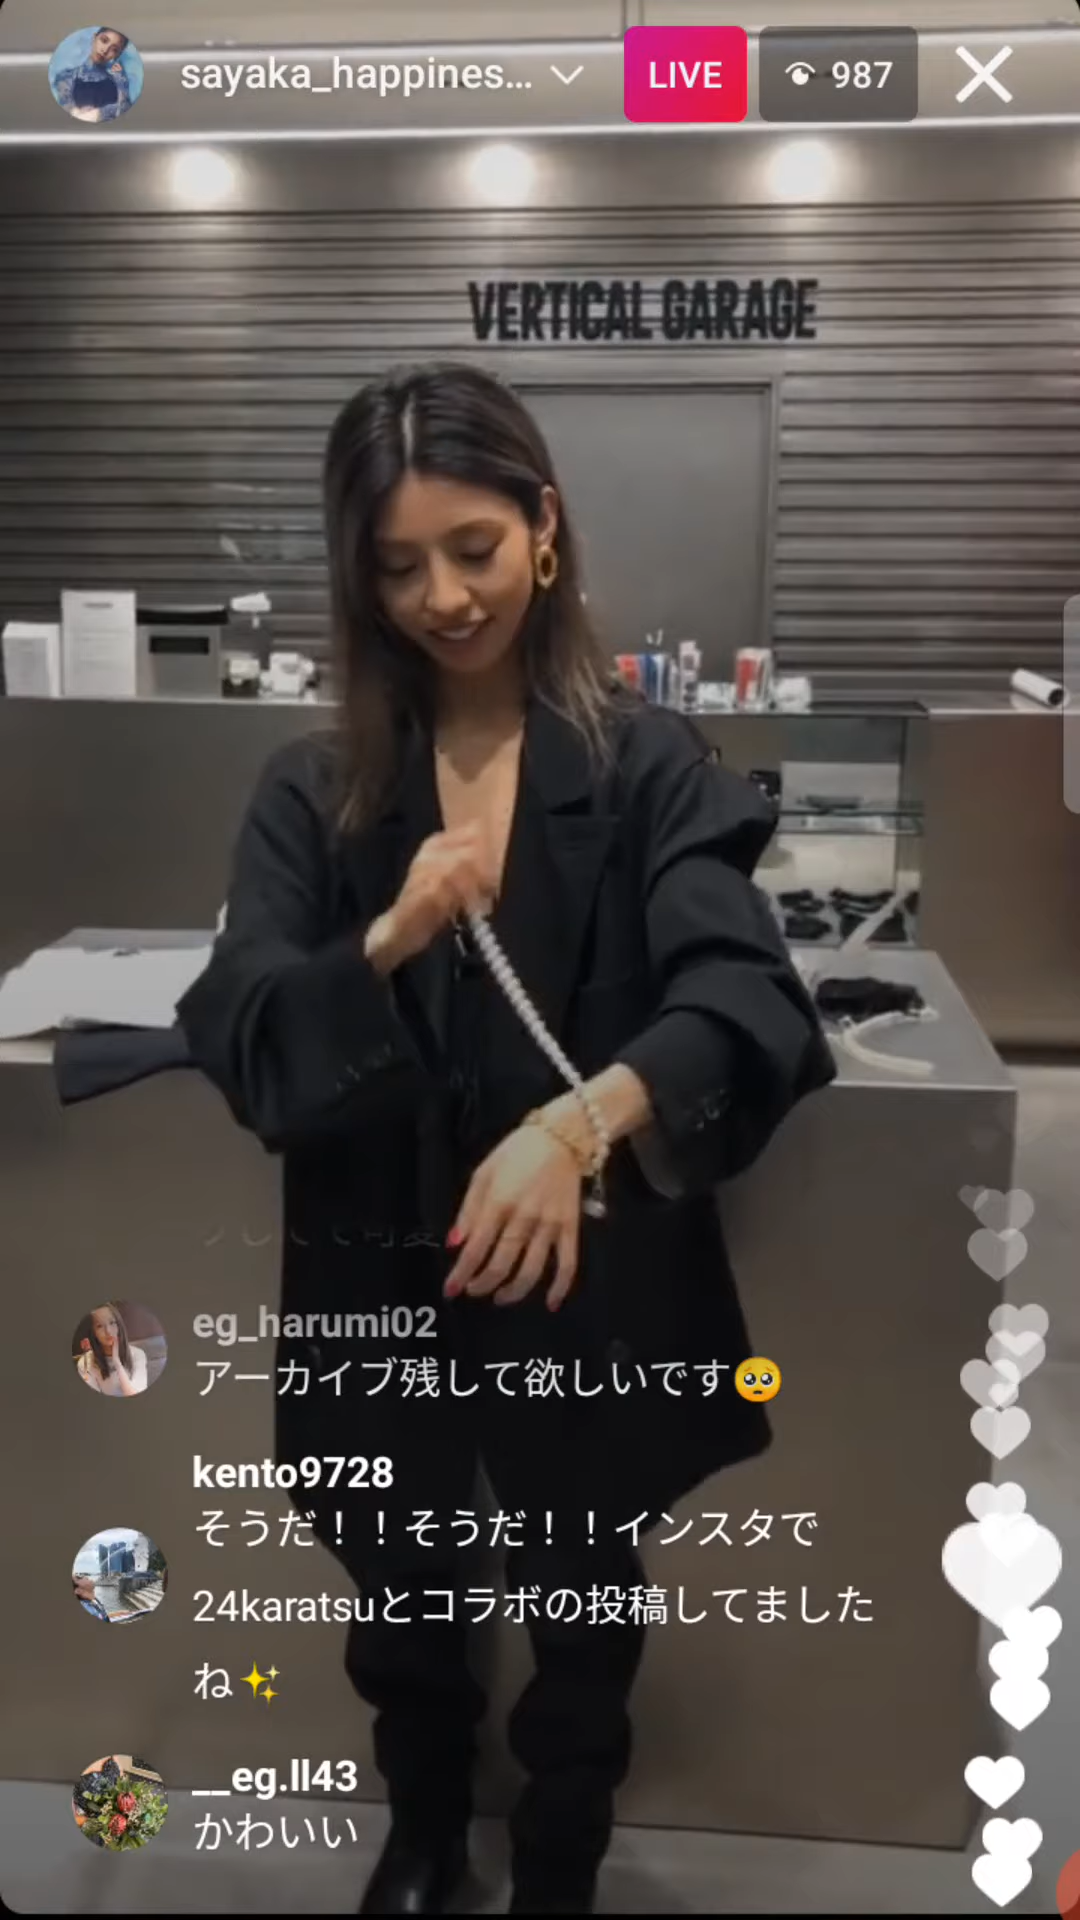 sayaka_happines...
LIVE
987
VERTICAL GARAGE
eg_harumi02
アーカイブ残して欲しいです🥺
kento9728
そうだ！！そうだ！！インスタで
24karatsuとコラボの投稿してました
ね✨
__eg.ll43
かわいい